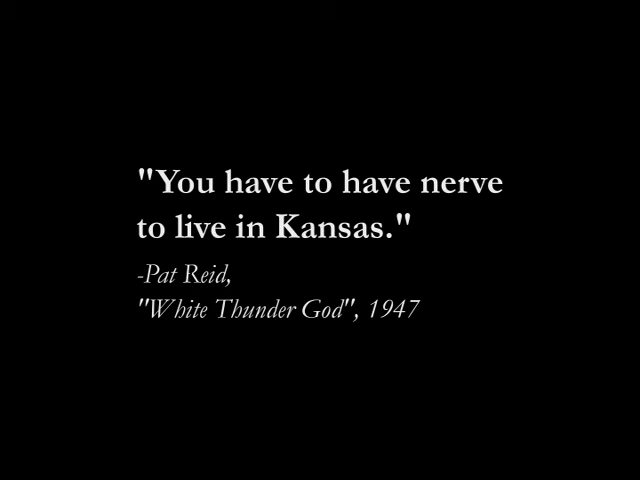 "You have to have nerve
to live in Kansas."
-Pat Reid,
"White Thunder God", 1947